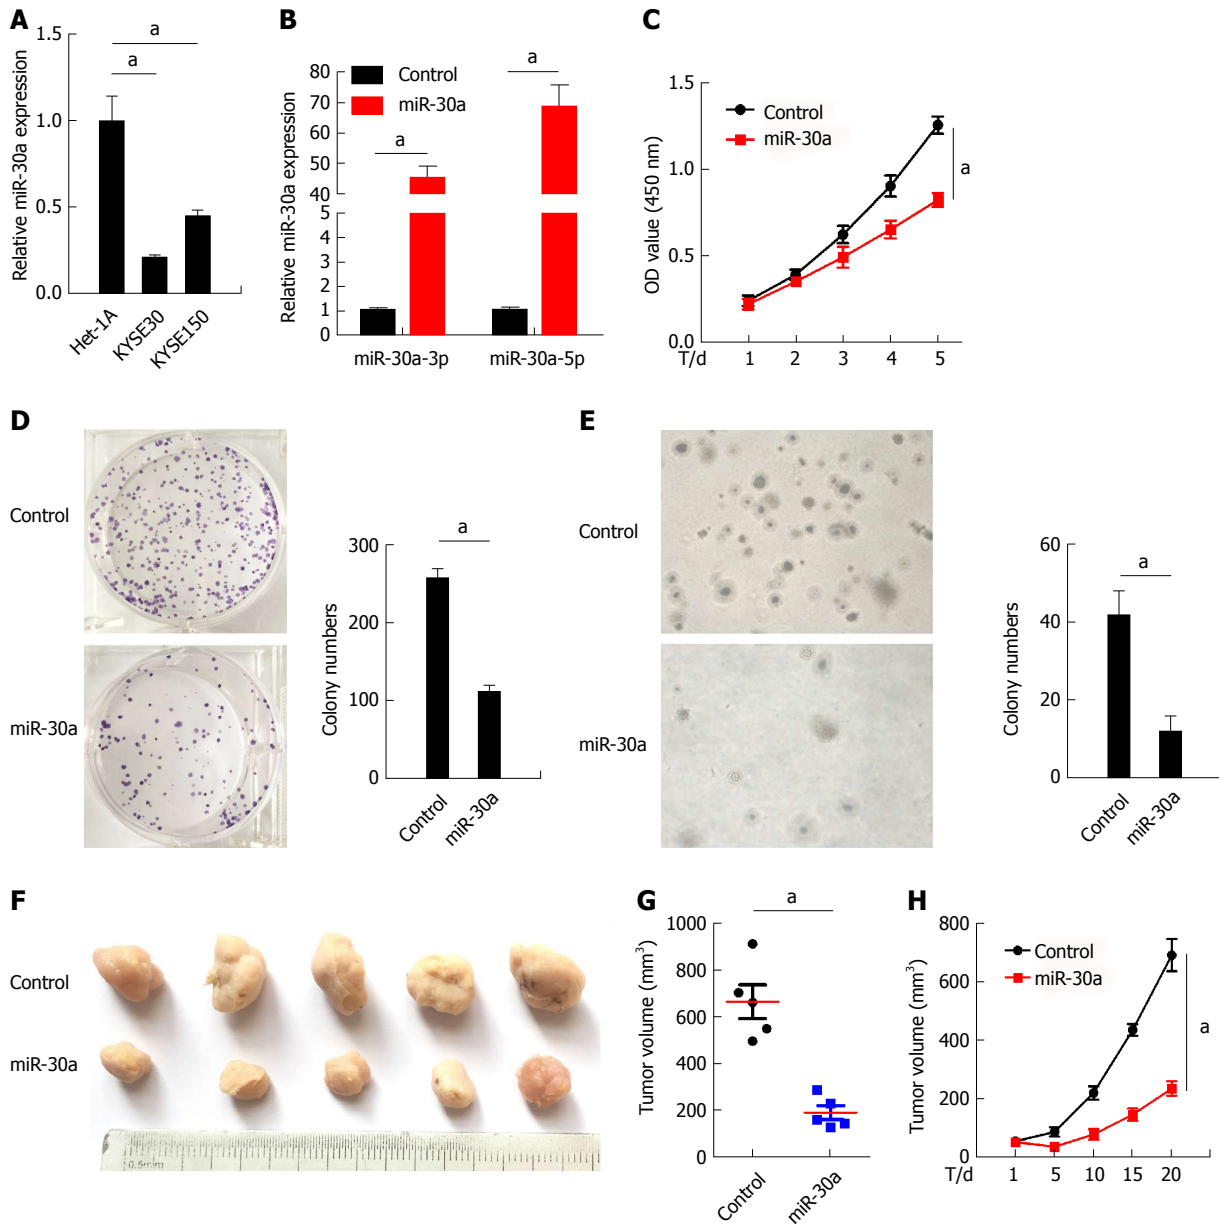 A
Relative miR-30a expression
1.5
1.0
0.5
0.0
a
a
Het-1A
KYSE30
KYSE150
B
Relative miR-30a expression
80
70
60
50
40
5
4
3
2
1
0
Control
miR-30a
a
a
miR-30a-3p
miR-30a-5p
C
OD value (450 nm)
1.5
1.0
0.5
0.0
Control
miR-30a
a
T/d
1
2
3
4
5
D
Control
miR-30a
Colony numbers
300
200
100
0
a
Control
miR-30a
E
Control
miR-30a
Colony numbers
60
40
20
0
a
Control
miR-30a
F
Control
miR-30a
0.5mm
G
Tumor volume (mm³)
1000
800
600
400
200
0
a
Control
miR-30a
H
Tumor volume (mm³)
800
600
400
200
0
Control
miR-30a
a
T/d
1
5
10
15
20